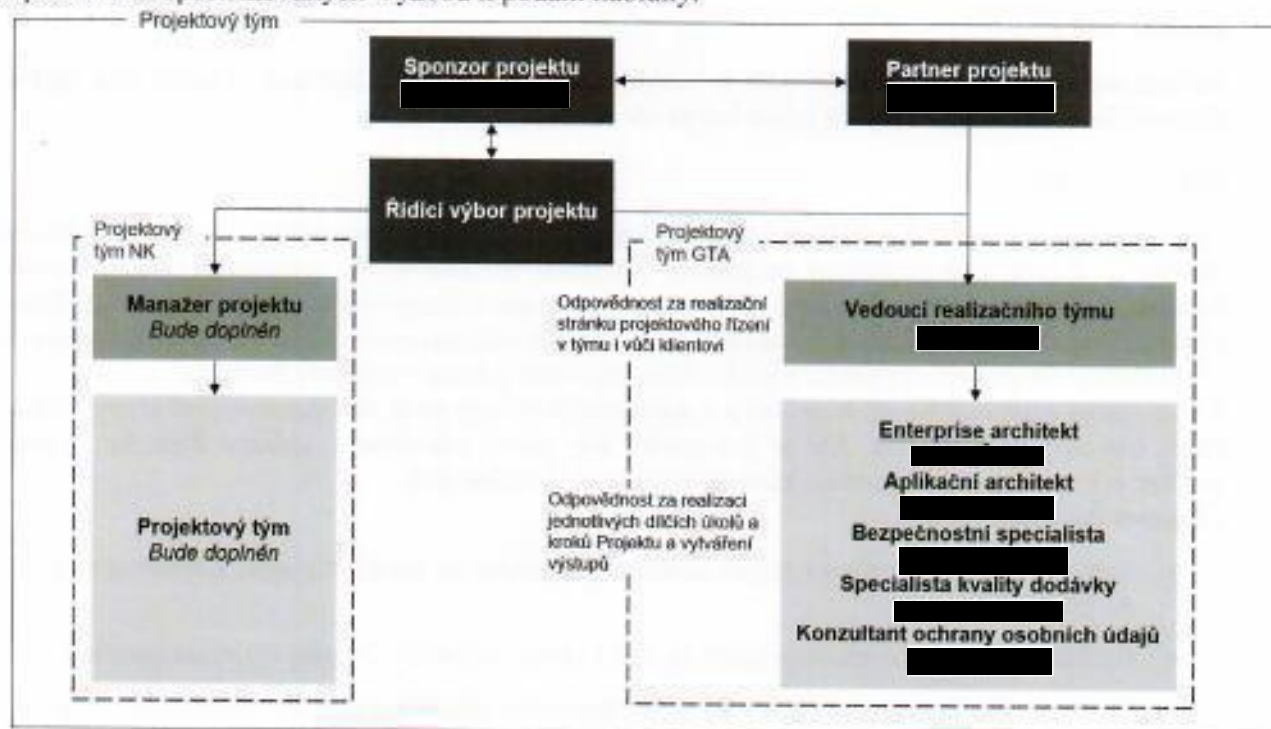 Projektový tým
Sponzor projektu
Partner projektu
Řídící výbor projektu
Projektový
tým NK
Projektový
tým GTA
Manažer projektu
Bude doplněn
Odpovědnost za realizační
stránku projektového řízení
v týmu i vůči klientovi
Vedoucí realizačního týmu
Projektový tým
Bude doplněn
Odpovědnost za realizaci
jednotlivých dílčích úkolů a
kroků Projektu a vytváření
výstupů
Enterprise architekt
Aplikační architekt
Bezpečnostní specialista
Specialista kvality dodávky
Konzultant ochrany osobních údajů